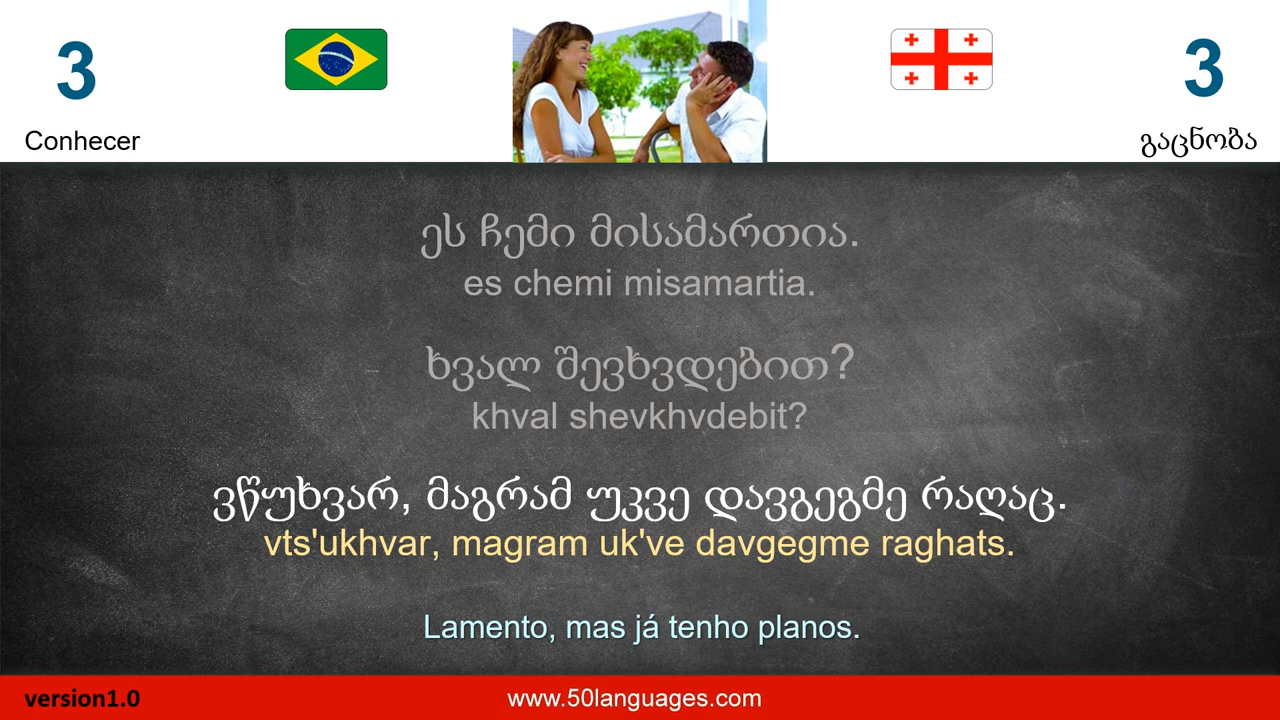 3
3
Conhecer
გაცნობა
ეს ჩემი მისამართია.
es chemi misamartia.
ხვალ შევხვდებით?
khval shevkhvdebit?
ვწუხვარ, მაგრამ უკვე დავგეგმე რაღაც.
vts'ukhvar, magram uk've davgegme raghats.
Lamento, mas já tenho planos.
version1.0
www.50languages.com